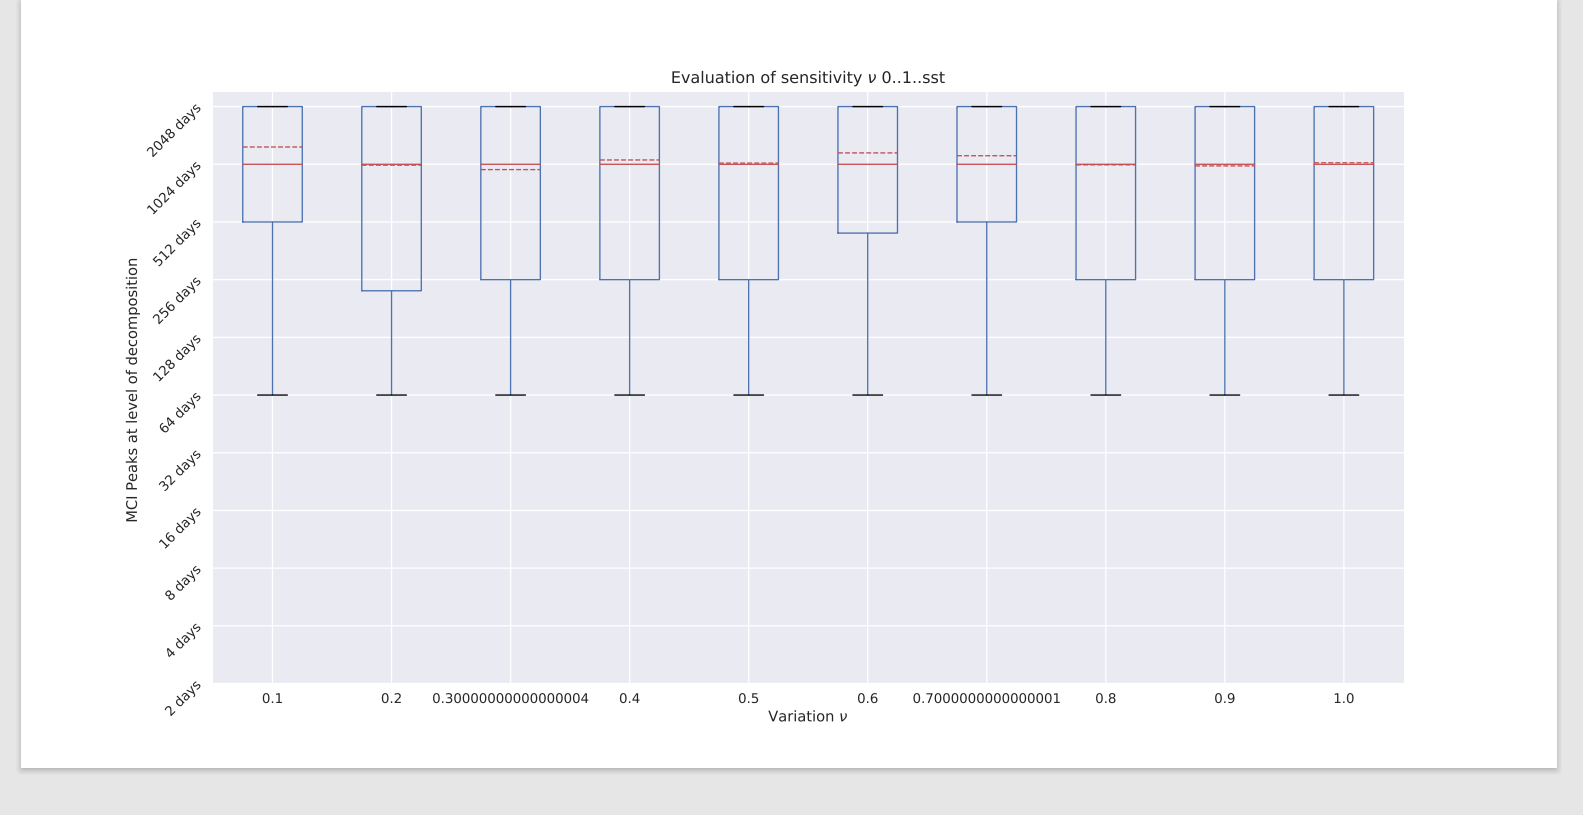 Evaluation of sensitivity ν 0..1..sst
MCI Peaks at level of decomposition
2048 days
1024 days
512 days
256 days
128 days
64 days
32 days
16 days
8 days
4 days
2 days
0.1 0.2 0.30000000000000004 0.4 0.5 0.6 0.7000000000000001 0.8 0.9 1.0
Variation ν